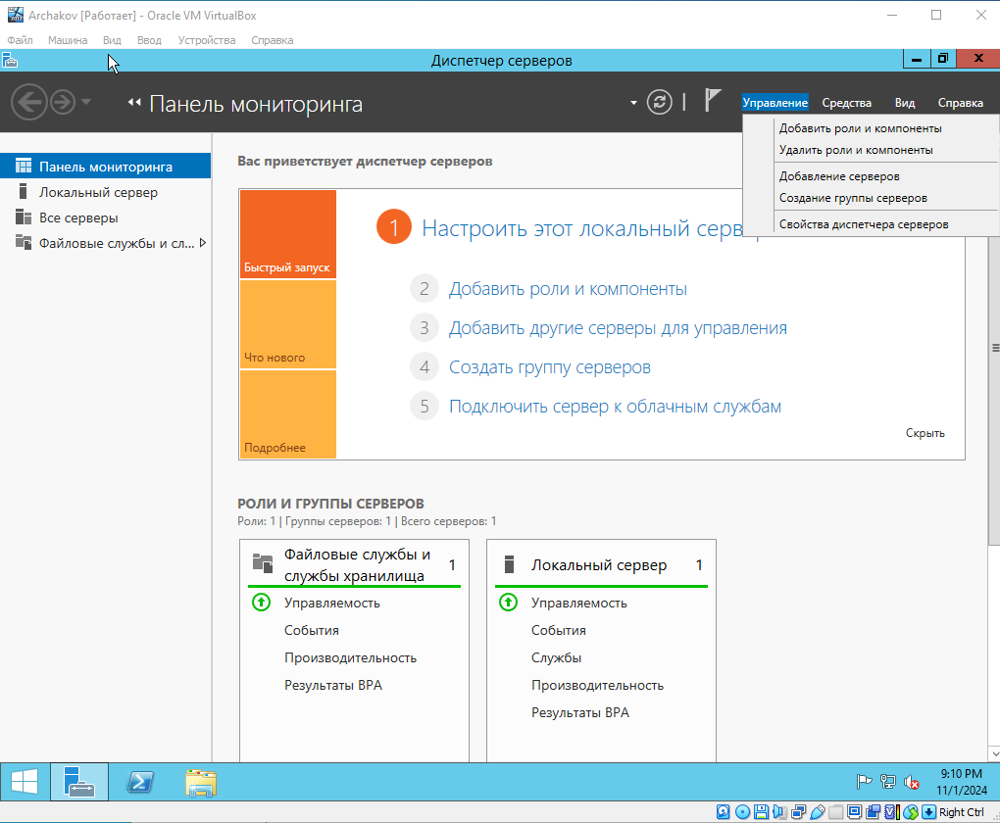 Archakov [Работает] - Oracle VM VirtualBox
Файл Машина Вид Ввод Устройства Справка
Диспетчер серверов
Панель мониторинга
Управление Средства Вид Справка
Добавить роли и компоненты
Удалить роли и компоненты
Добавление серверов
Создание группы серверов
Свойства диспетчера серверов
Панель мониторинга
Локальный сервер
Все серверы
Файловые службы и сл...
Вас приветствует диспетчер серверов
Быстрый запуск
Что нового
Подробнее
1 Настроить этот локальный серв
2 Добавить роли и компоненты
3 Добавить другие серверы для управления
4 Создать группу серверов
5 Подключить сервер к облачным службам
Скрыть
РОЛИ И ГРУППЫ СЕРВЕРОВ
Роли: 1 | Группы серверов: 1 | Всего серверов: 1
Файловые службы и
службы хранилища
1
Управляемость
События
Производительность
Результаты BPA
Локальный сервер 1
Управляемость
События
Службы
Производительность
Результаты BPA
9:10 PM
11/1/2024
Right Ctrl